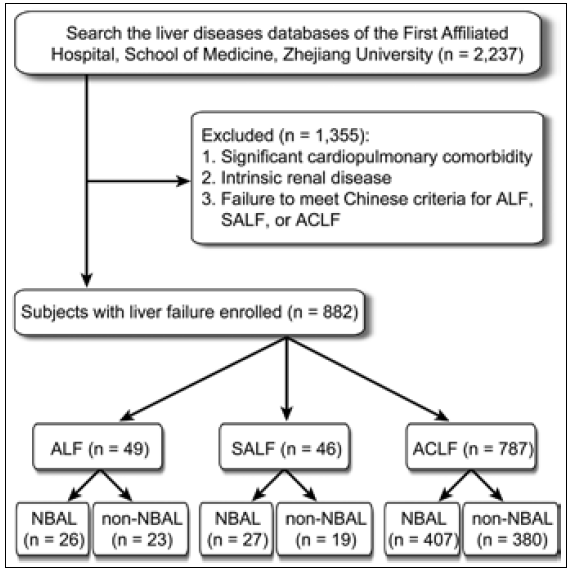 Search the liver diseases databases of the First Affiliated
Hospital, School of Medicine, Zhejiang University (n = 2,237)
Excluded (n = 1,355):
1. Significant cardiopulmonary comorbidity
2. Intrinsic renal disease
3. Failure to meet Chinese criteria for ALF,
SALF, or ACLF
Subjects with liver failure enrolled (n = 882)
ALF (n = 49)
SALF (n = 46)
ACLF (n = 787)
NBAL
(n = 26)
non-NBAL
(n = 23)
NBAL
(n = 27)
non-NBAL
(n = 19)
NBAL
(n = 407)
non-NBAL
(n = 380)